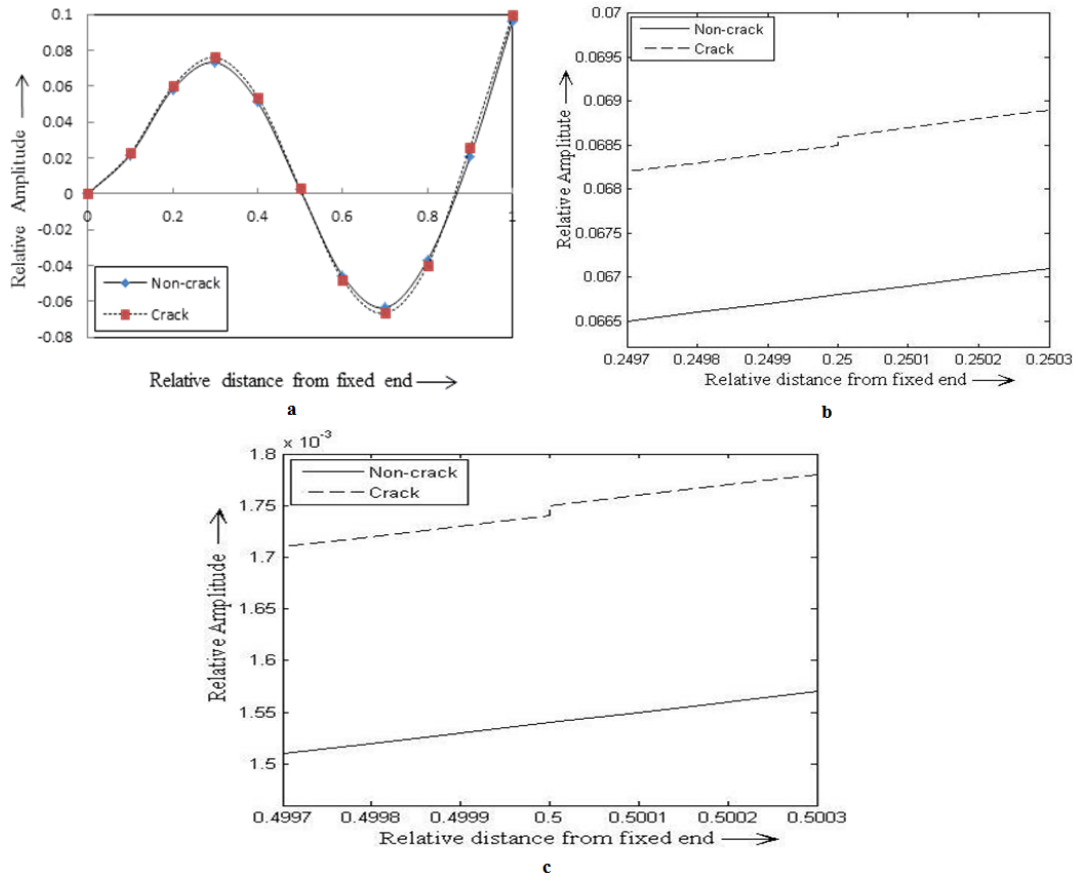 0.1
0.08
0.06
0.04
0.02
0
-0.02
-0.04
-0.06
-0.08
0 0.2 0.4 0.6 0.8 1
Relative Amplitude
Non-crack
Crack
Relative distance from fixed end
a
0.07
0.0695
0.069
0.0685
0.068
0.0675
0.067
0.0665
Relative Amplitude
Non-crack
Crack
0.2497 0.2498 0.2499 0.25 0.2501 0.2502 0.2503
Relative distance from fixed end
b
x 10-3
1.8
1.75
1.7
1.65
1.6
1.55
1.5
Relative Amplitude
Non-crack
Crack
0.4997 0.4998 0.4999 0.5 0.5001 0.5002 0.5003
Relative distance from fixed end
c